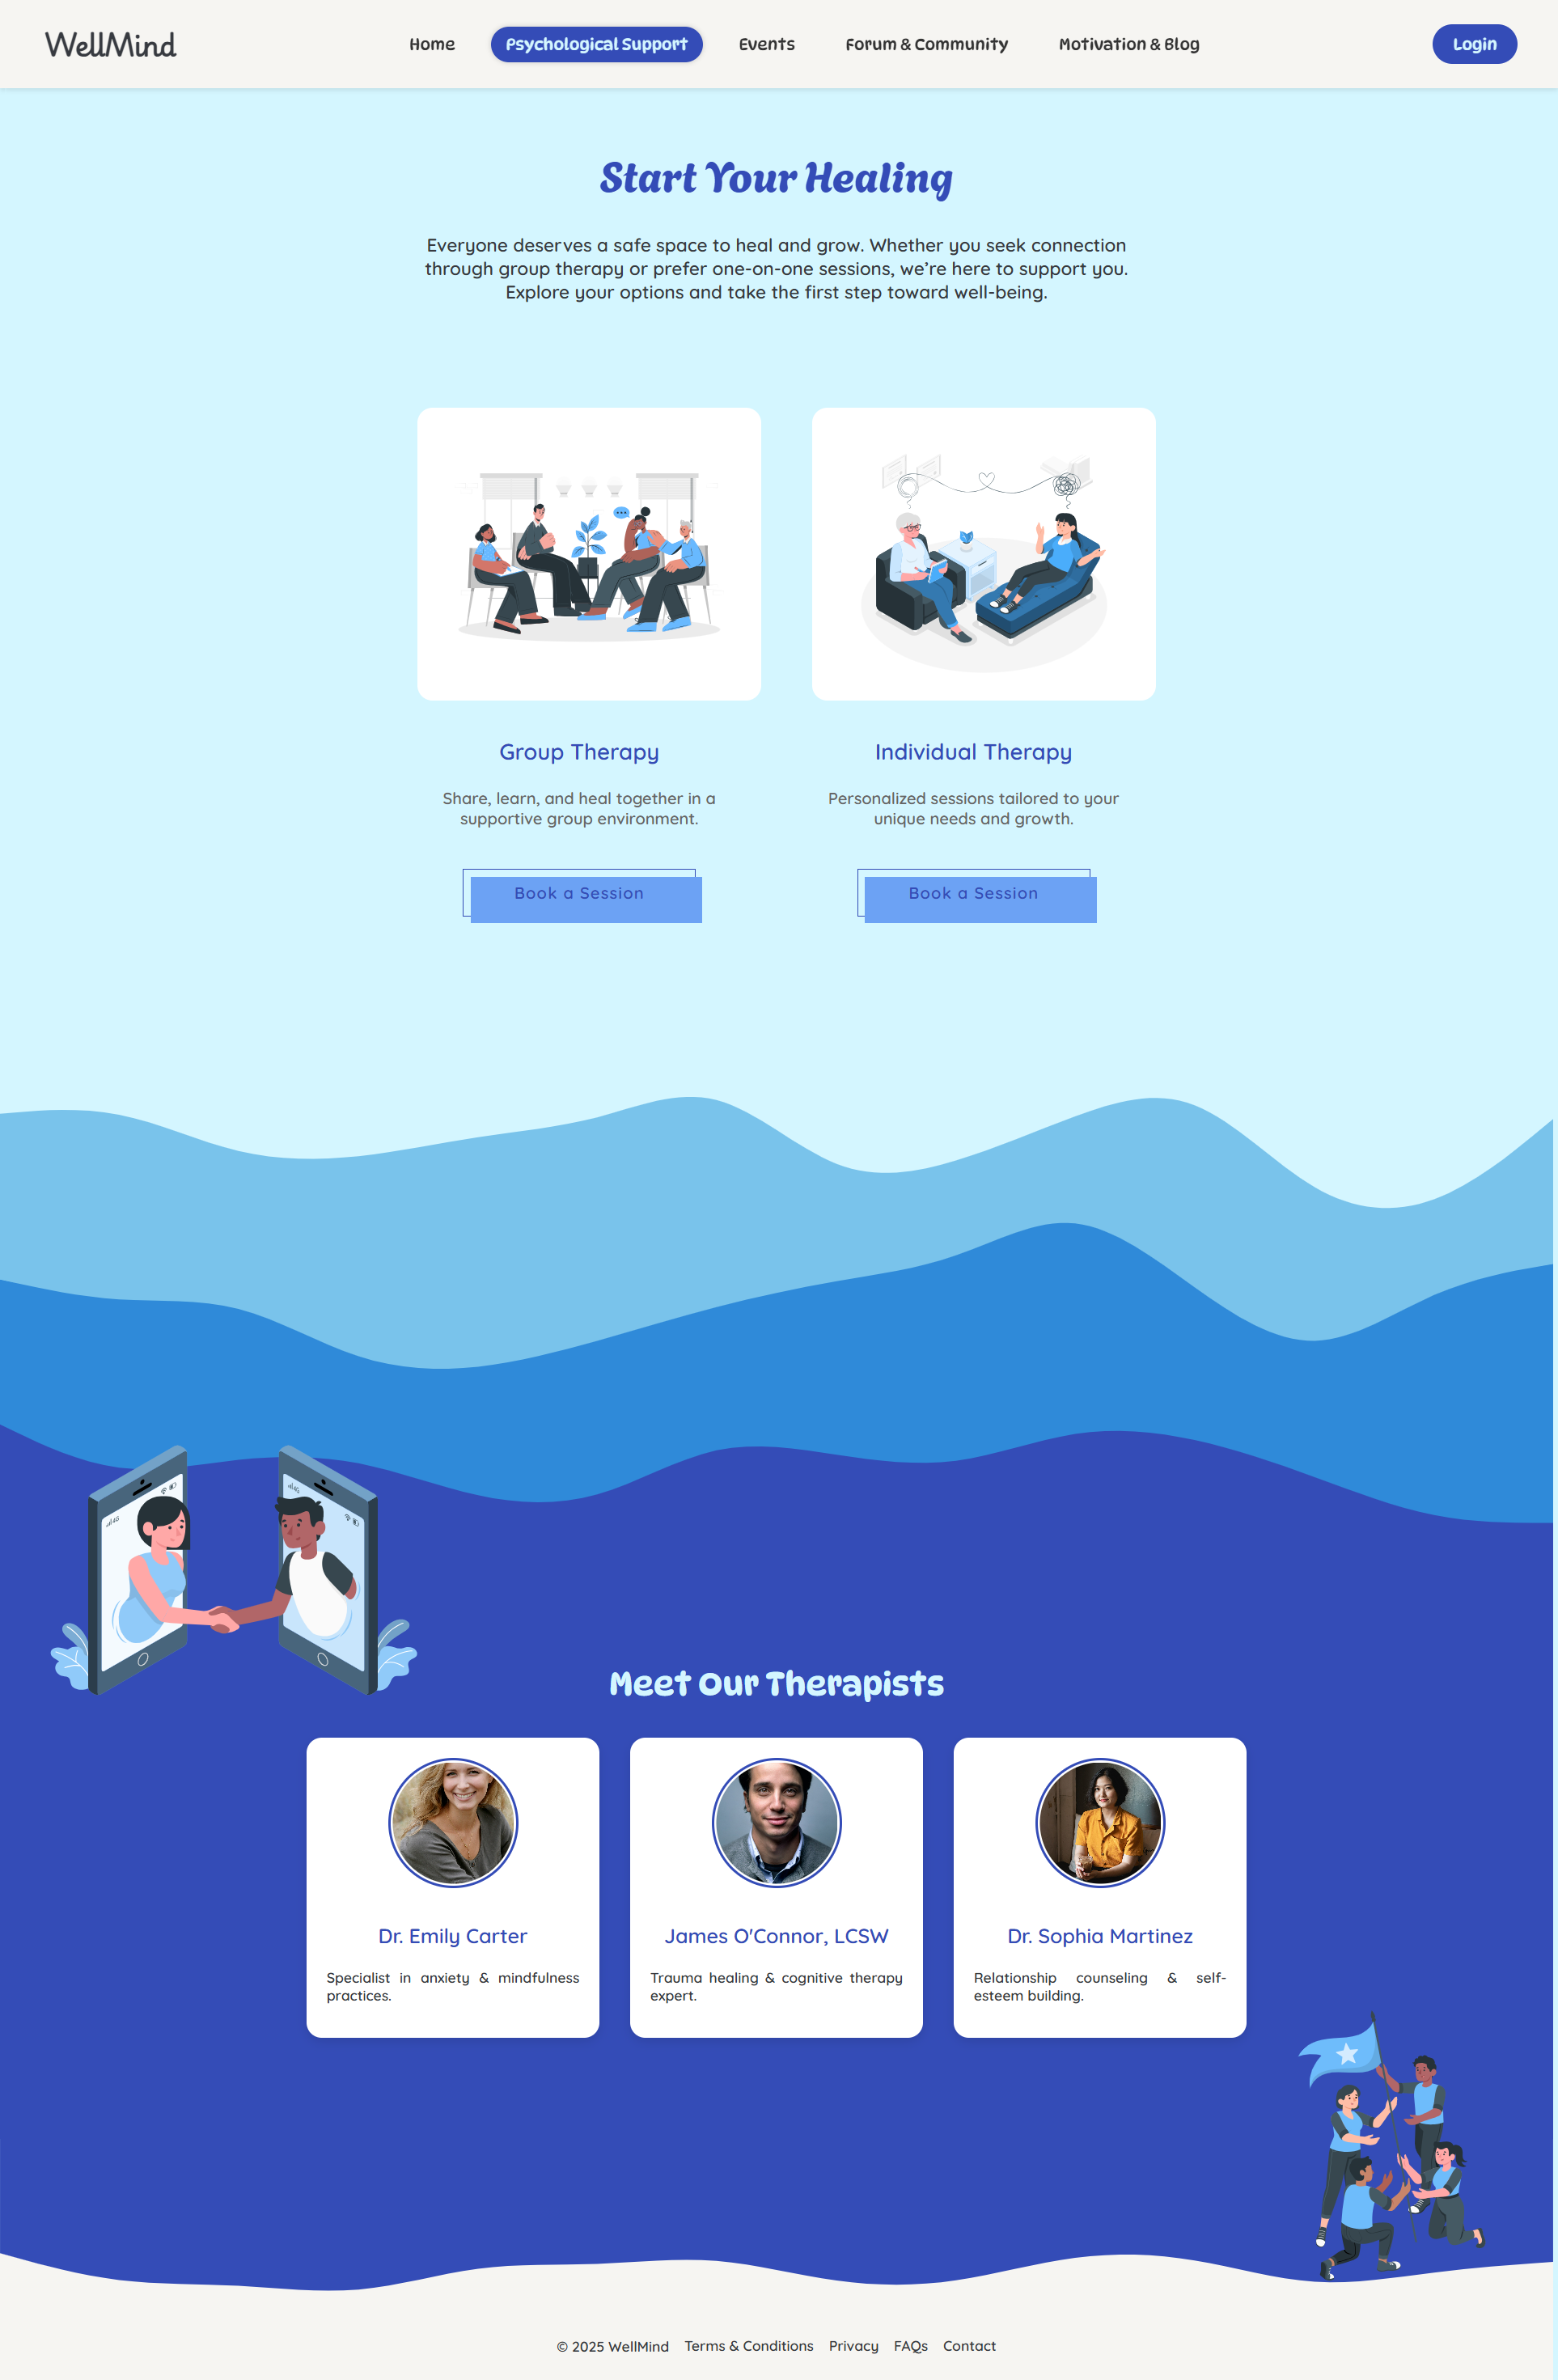 WellMind
Home
Psychological Support
Events
Forum & Community
Motivation & Blog
Login
Start Your Healing
Everyone deserves a safe space to heal and grow. Whether you seek connection
through group therapy or prefer one-on-one sessions, we’re here to support you.
Explore your options and take the first step toward well-being.
Group Therapy
Share, learn, and heal together in a
supportive group environment.
Book a Session
Individual Therapy
Personalized sessions tailored to your
unique needs and growth.
Book a Session
4G
4G
Meet Our Therapists
Dr. Emily Carter
Specialist in anxiety & mindfulness
practices.
James O'Connor, LCSW
Trauma healing & cognitive therapy
expert.
Dr. Sophia Martinez
Relationship counseling & self-
esteem building.
© 2025 WellMind
Terms & Conditions
Privacy
FAQs
Contact